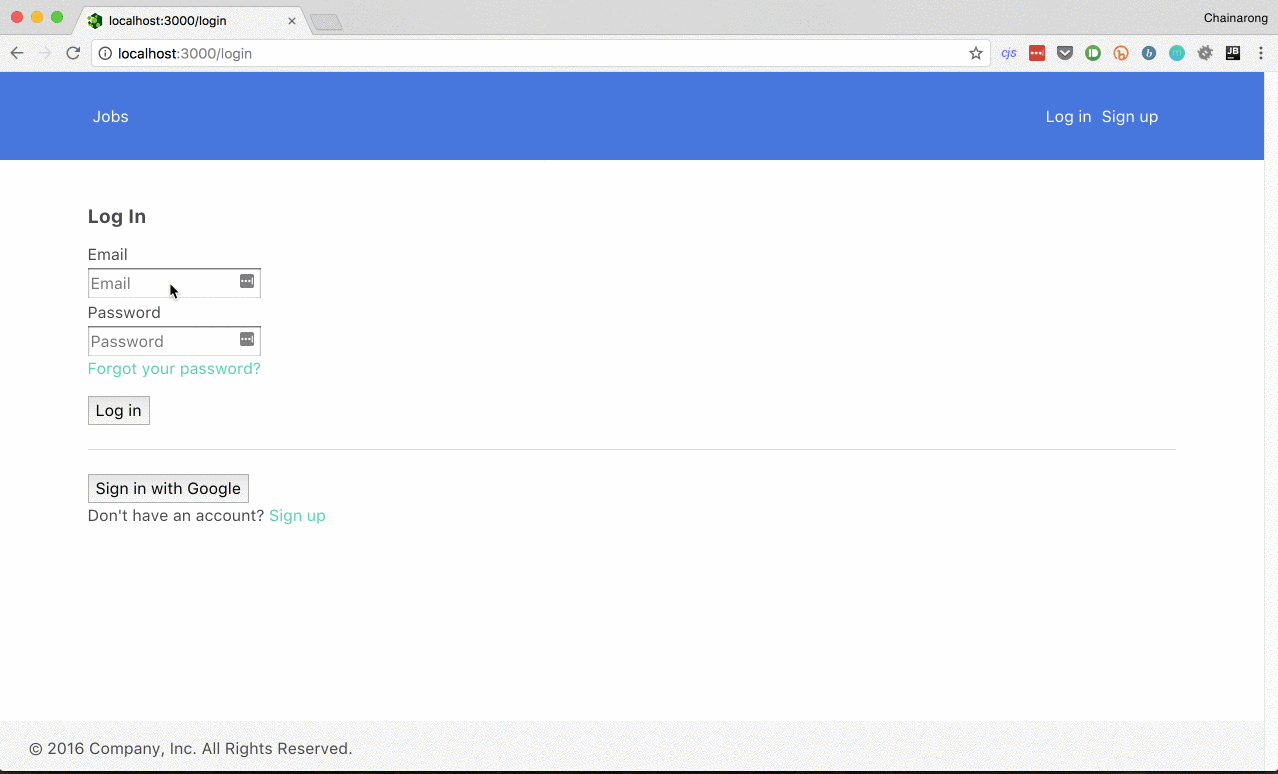 localhost:3000/login
Chainarong
localhost:3000/login
cjs
b
b
m
JB
Jobs
Log in Sign up
Log In
Email
Email
Password
Password
Forgot your password?
Log in
Sign in with Google
Don't have an account? Sign up
© 2016 Company, Inc. All Rights Reserved.